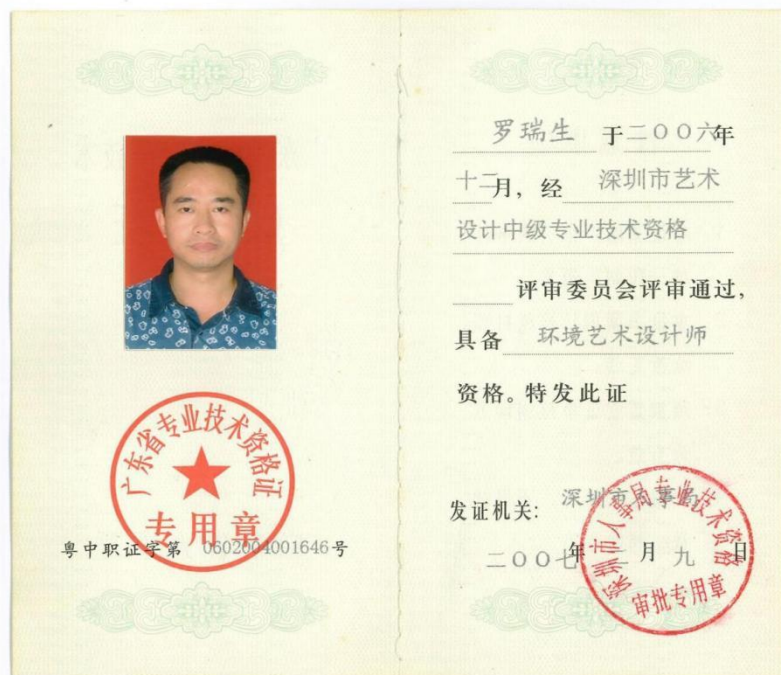 广东省专业技术资格证
专用章
粤中职证字第 0602004001646号
罗瑞生 于二〇〇六年
十二月，经 深圳市艺术
设计中级专业技术资格
评审委员会评审通过，
具备 环境艺术设计师
资格。特发此证
发证机关: 深圳市人事局
二〇〇七年 月 九 日
深圳市人事局专业技术资格
审批专用章